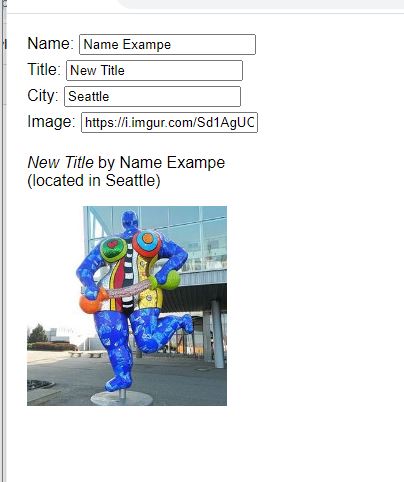 Name: Name Exampe
Title: New Title
City: Seattle
Image: https://i.imgur.com/Sd1AgUO
New Title by Name Exampe
(located in Seattle)